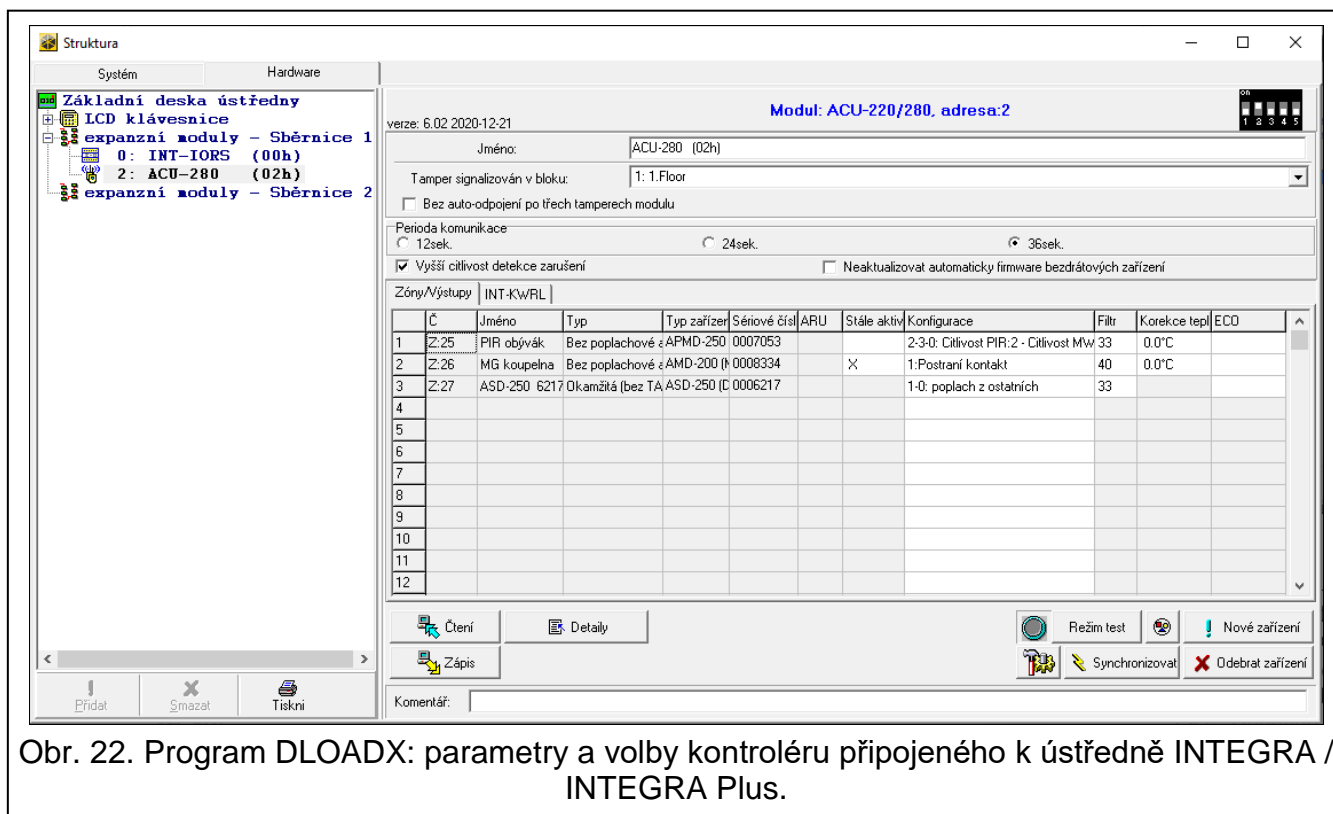 Struktura
Systém Hardware
Základní deska ústředny
LCD klávesnice
expanzní moduly - Sběrnice 1
0: INT-IORS (00h)
2: ACU-280 (02h)
expanzní moduly - Sběrnice 2
Přidat Smazat Tiskni
verze: 6.02 2020-12-21 Modul: ACU-220/280, adresa:2
on
1 2 3 4 5
Jméno: ACU-280 (02h)
Tamper signalizován v bloku: 1: 1.Floor
Bez auto-odpojení po třech tamperech modulu
Perioda komunikace
12sek. 24sek. 36sek.
Vyšší citlivost detekce zarušení Neaktualizovat automaticky firmware bezdrátových zařízení
Zóny/Výstupy INT-KWRL
Č Jméno Typ Typ zařízer Sériové čísl ARU Stále aktiv Konfigurace Filtr Korekce tepl ECO
1 Z:25 PIR obývák Bez poplachové a APMD-250 0007053 2-3-0: Citlivost PIR:2 - Citlivost MW 33 0.0°C
2 Z:26 MG koupelna Bez poplachové a AMD-200 (M 0008334 X 1:Postraní kontakt 40 0.0°C
3 Z:27 ASD-250 6217 Okamžitá (bez TA ASD-250 (D 0006217 1-0: poplach z ostatních 33
4
5
6
7
8
9
10
11
12
Čtení Detaily Režim test Nové zařízení
Zápis Synchronizovat Odebrat zařízení
Komentář:
Obr. 22. Program DLOADX: parametry a volby kontroléru připojeného k ústředně INTEGRA /
INTEGRA Plus.